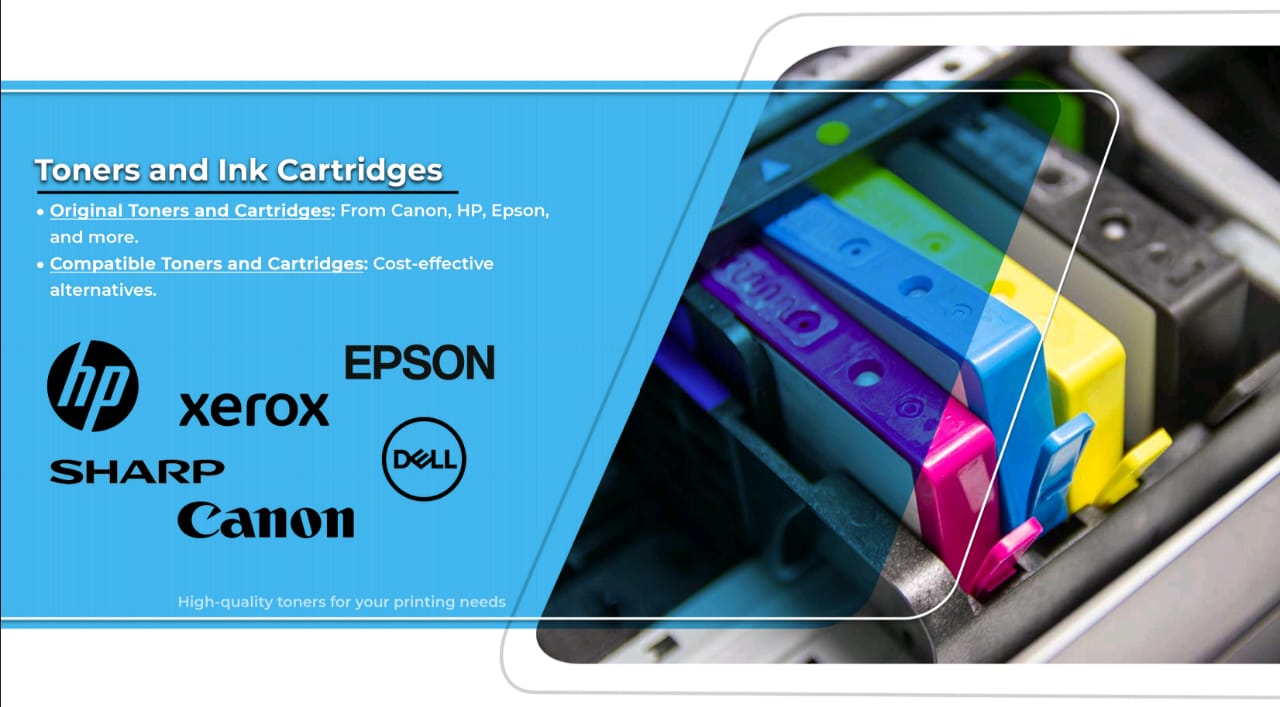 Toners and Ink Cartridges
• Original Toners and Cartridges: From Canon, HP, Epson,
and more.
• Compatible Toners and Cartridges: Cost-effective
alternatives.
hp
EPSON
xerox
SHARP
DELL
Canon
High-quality toners for your printing needs